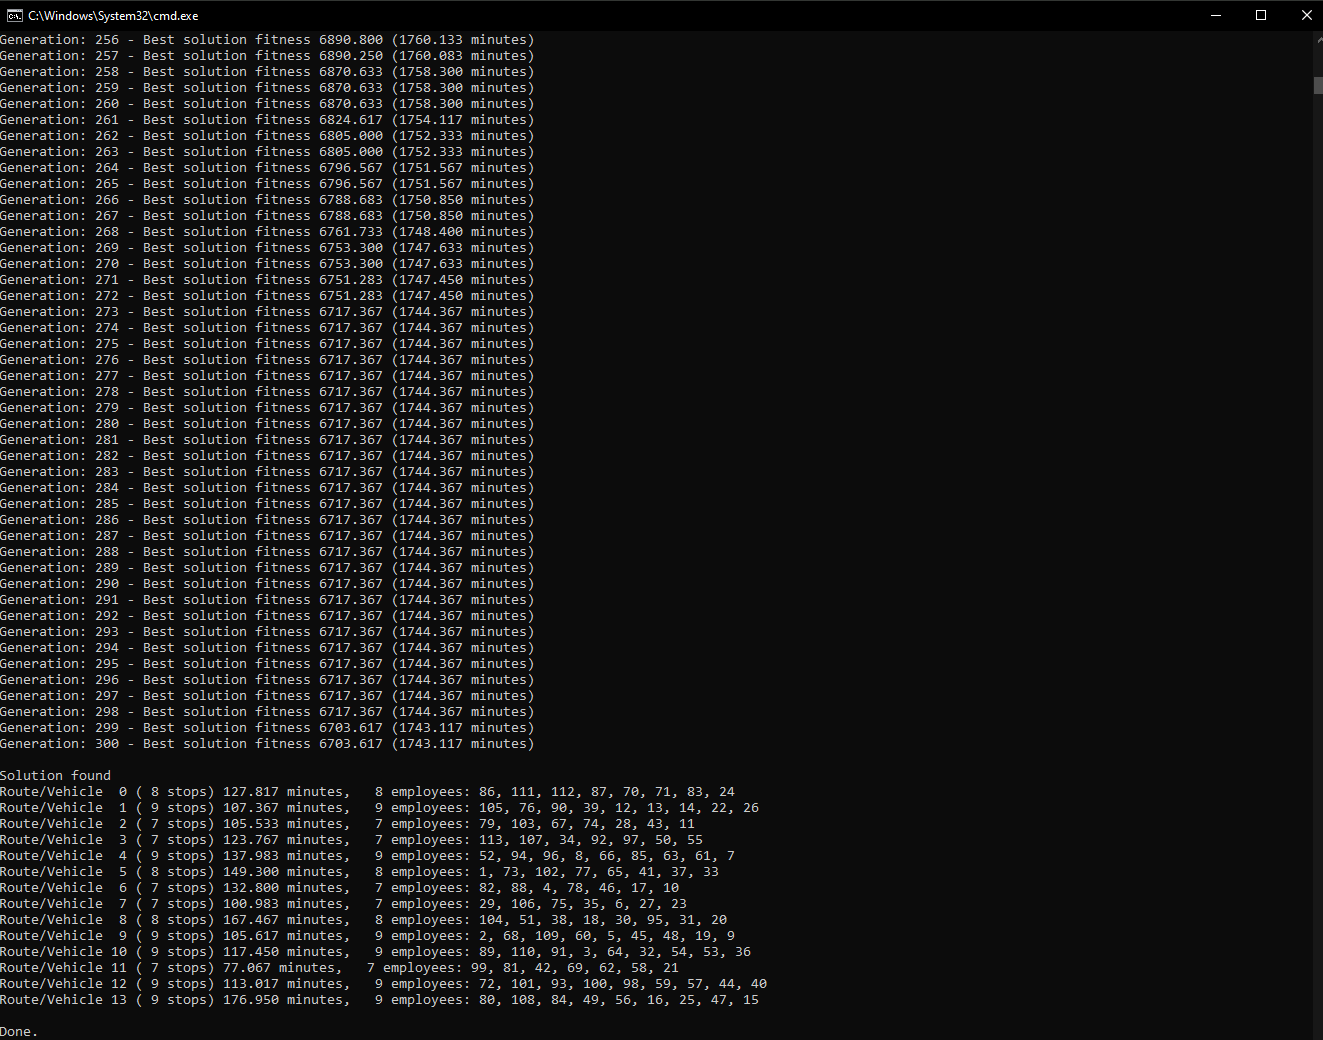 C:\Windows\System32\cmd.exe
Generation: 256 - Best solution fitness 6890.800 (1760.133 minutes)
Generation: 257 - Best solution fitness 6890.250 (1760.083 minutes)
Generation: 258 - Best solution fitness 6870.633 (1758.300 minutes)
Generation: 259 - Best solution fitness 6870.633 (1758.300 minutes)
Generation: 260 - Best solution fitness 6870.633 (1758.300 minutes)
Generation: 261 - Best solution fitness 6824.617 (1754.117 minutes)
Generation: 262 - Best solution fitness 6805.000 (1752.333 minutes)
Generation: 263 - Best solution fitness 6805.000 (1752.333 minutes)
Generation: 264 - Best solution fitness 6796.567 (1751.567 minutes)
Generation: 265 - Best solution fitness 6796.567 (1751.567 minutes)
Generation: 266 - Best solution fitness 6788.683 (1750.850 minutes)
Generation: 267 - Best solution fitness 6788.683 (1750.850 minutes)
Generation: 268 - Best solution fitness 6761.733 (1748.400 minutes)
Generation: 269 - Best solution fitness 6753.300 (1747.633 minutes)
Generation: 270 - Best solution fitness 6753.300 (1747.633 minutes)
Generation: 271 - Best solution fitness 6751.283 (1747.450 minutes)
Generation: 272 - Best solution fitness 6751.283 (1747.450 minutes)
Generation: 273 - Best solution fitness 6717.367 (1744.367 minutes)
Generation: 274 - Best solution fitness 6717.367 (1744.367 minutes)
Generation: 275 - Best solution fitness 6717.367 (1744.367 minutes)
Generation: 276 - Best solution fitness 6717.367 (1744.367 minutes)
Generation: 277 - Best solution fitness 6717.367 (1744.367 minutes)
Generation: 278 - Best solution fitness 6717.367 (1744.367 minutes)
Generation: 279 - Best solution fitness 6717.367 (1744.367 minutes)
Generation: 280 - Best solution fitness 6717.367 (1744.367 minutes)
Generation: 281 - Best solution fitness 6717.367 (1744.367 minutes)
Generation: 282 - Best solution fitness 6717.367 (1744.367 minutes)
Generation: 283 - Best solution fitness 6717.367 (1744.367 minutes)
Generation: 284 - Best solution fitness 6717.367 (1744.367 minutes)
Generation: 285 - Best solution fitness 6717.367 (1744.367 minutes)
Generation: 286 - Best solution fitness 6717.367 (1744.367 minutes)
Generation: 287 - Best solution fitness 6717.367 (1744.367 minutes)
Generation: 288 - Best solution fitness 6717.367 (1744.367 minutes)
Generation: 289 - Best solution fitness 6717.367 (1744.367 minutes)
Generation: 290 - Best solution fitness 6717.367 (1744.367 minutes)
Generation: 291 - Best solution fitness 6717.367 (1744.367 minutes)
Generation: 292 - Best solution fitness 6717.367 (1744.367 minutes)
Generation: 293 - Best solution fitness 6717.367 (1744.367 minutes)
Generation: 294 - Best solution fitness 6717.367 (1744.367 minutes)
Generation: 295 - Best solution fitness 6717.367 (1744.367 minutes)
Generation: 296 - Best solution fitness 6717.367 (1744.367 minutes)
Generation: 297 - Best solution fitness 6717.367 (1744.367 minutes)
Generation: 298 - Best solution fitness 6717.367 (1744.367 minutes)
Generation: 299 - Best solution fitness 6703.617 (1743.117 minutes)
Generation: 300 - Best solution fitness 6703.617 (1743.117 minutes)
Solution found
Route/Vehicle  0 ( 8 stops) 127.817 minutes,   8 employees: 86, 111, 112, 87, 70, 71, 83, 24
Route/Vehicle  1 ( 9 stops) 107.367 minutes,   9 employees: 105, 76, 90, 39, 12, 13, 14, 22, 26
Route/Vehicle  2 ( 7 stops) 105.533 minutes,   7 employees: 79, 103, 67, 74, 28, 43, 11
Route/Vehicle  3 ( 7 stops) 123.767 minutes,   7 employees: 113, 107, 34, 92, 97, 50, 55
Route/Vehicle  4 ( 9 stops) 137.983 minutes,   9 employees: 52, 94, 96, 8, 66, 85, 63, 61, 7
Route/Vehicle  5 ( 8 stops) 149.300 minutes,   8 employees: 1, 73, 102, 77, 65, 41, 37, 33
Route/Vehicle  6 ( 7 stops) 132.800 minutes,   7 employees: 82, 88, 4, 78, 46, 17, 10
Route/Vehicle  7 ( 7 stops) 100.983 minutes,   7 employees: 29, 106, 75, 35, 6, 27, 23
Route/Vehicle  8 ( 8 stops) 167.467 minutes,   8 employees: 104, 51, 38, 18, 30, 95, 31, 20
Route/Vehicle  9 ( 9 stops) 105.617 minutes,   9 employees: 2, 68, 109, 60, 5, 45, 48, 19, 9
Route/Vehicle 10 ( 9 stops) 117.450 minutes,   9 employees: 89, 110, 91, 3, 64, 32, 54, 53, 36
Route/Vehicle 11 ( 7 stops) 77.067 minutes,   7 employees: 99, 81, 42, 69, 62, 58, 21
Route/Vehicle 12 ( 9 stops) 113.017 minutes,   9 employees: 72, 101, 93, 100, 98, 59, 57, 44, 40
Route/Vehicle 13 ( 9 stops) 176.950 minutes,   9 employees: 80, 108, 84, 49, 56, 16, 25, 47, 15
Done.